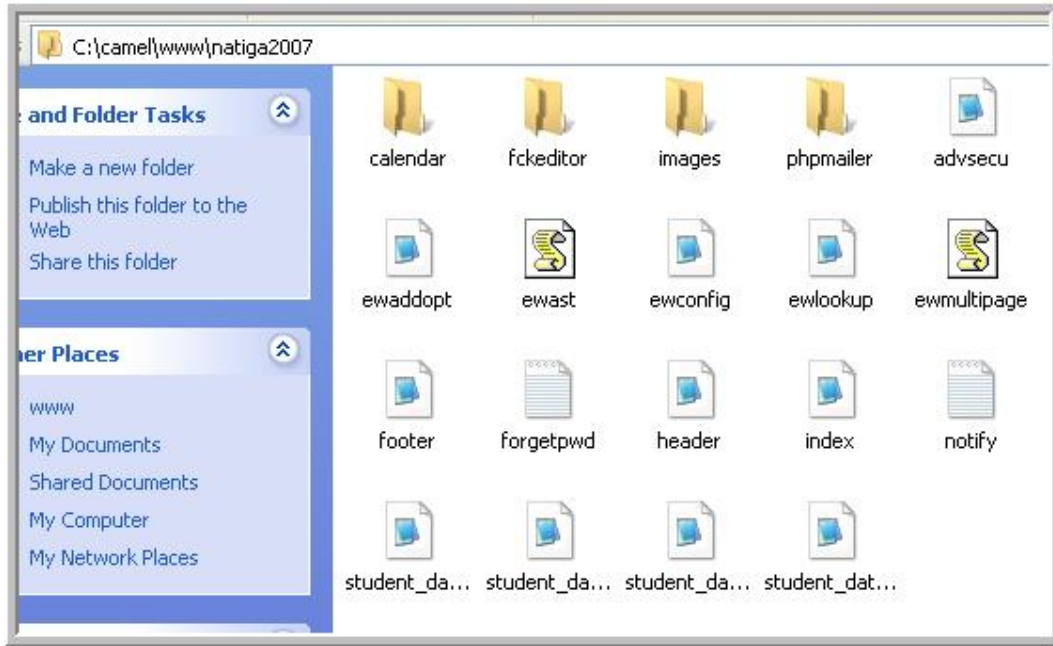 C:\camel\www\natiga2007
and Folder Tasks
Make a new folder
Publish this folder to the
Web
Share this folder
er Places
www
My Documents
Shared Documents
My Computer
My Network Places
calendar fckeditor images phpmailer advsecu
ewaddopt ewast ewconfig ewlookup ewmultipage
footer forgetpwd header index notify
student_da... student_da... student_da... student_dat...